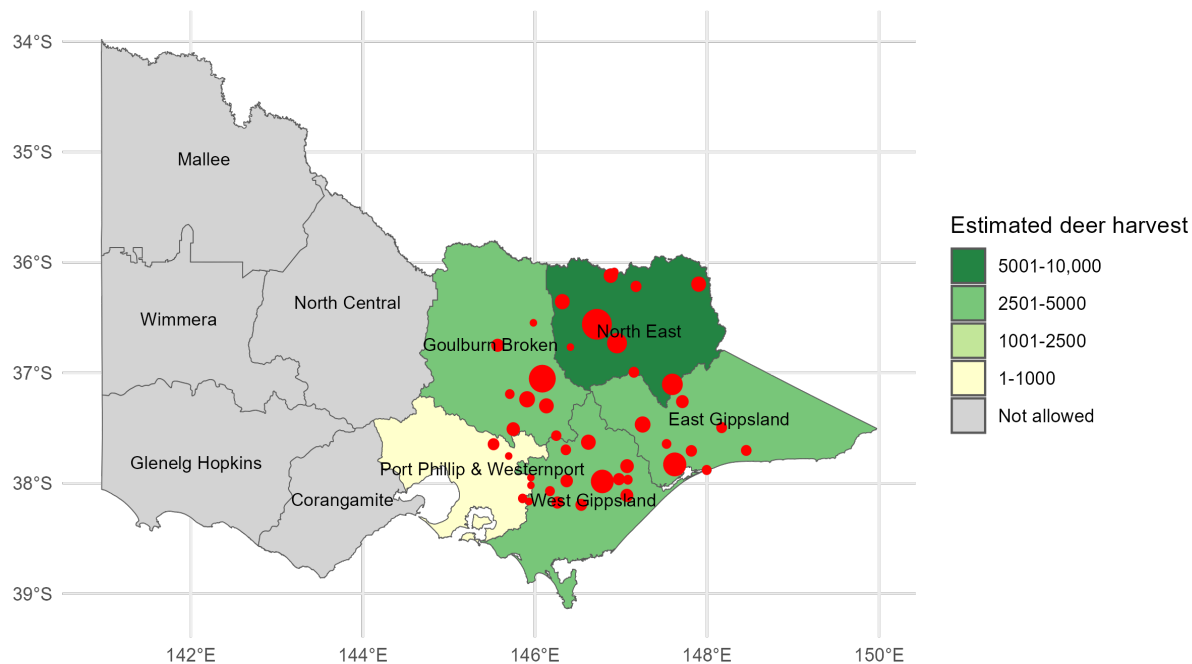 34°S
35°S
36°S
37°S
38°S
39°S
142°E
144°E
146°E
148°E
150°E
Mallee
North Central
Wimmera
North East
Goulburn Broken
East Gippsland
Glenelg Hopkins
Port Phillip & Westernport
Corangamite
West Gippsland
Estimated deer harvest
5001-10,000
2501-5000
1001-2500
1-1000
Not allowed